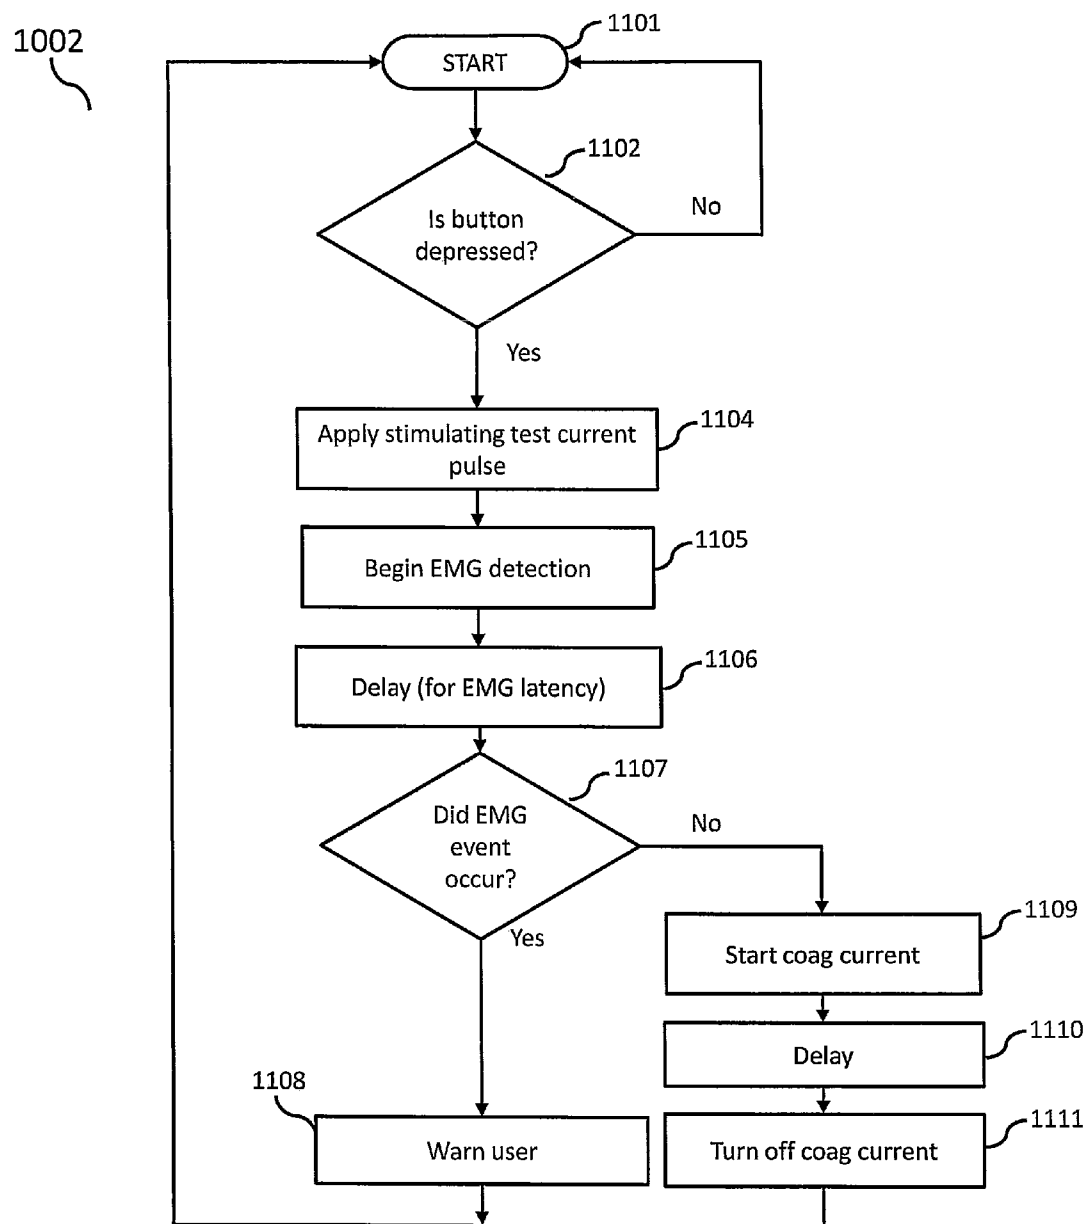 1002
1101
START
1102
Is button
depressed?
No
Yes
1104
Apply stimulating test current
pulse
1105
Begin EMG detection
1106
Delay (for EMG latency)
1107
Did EMG
event
occur?
No
Yes
1109
Start coag current
1110
Delay
1108
Warn user
1111
Turn off coag current